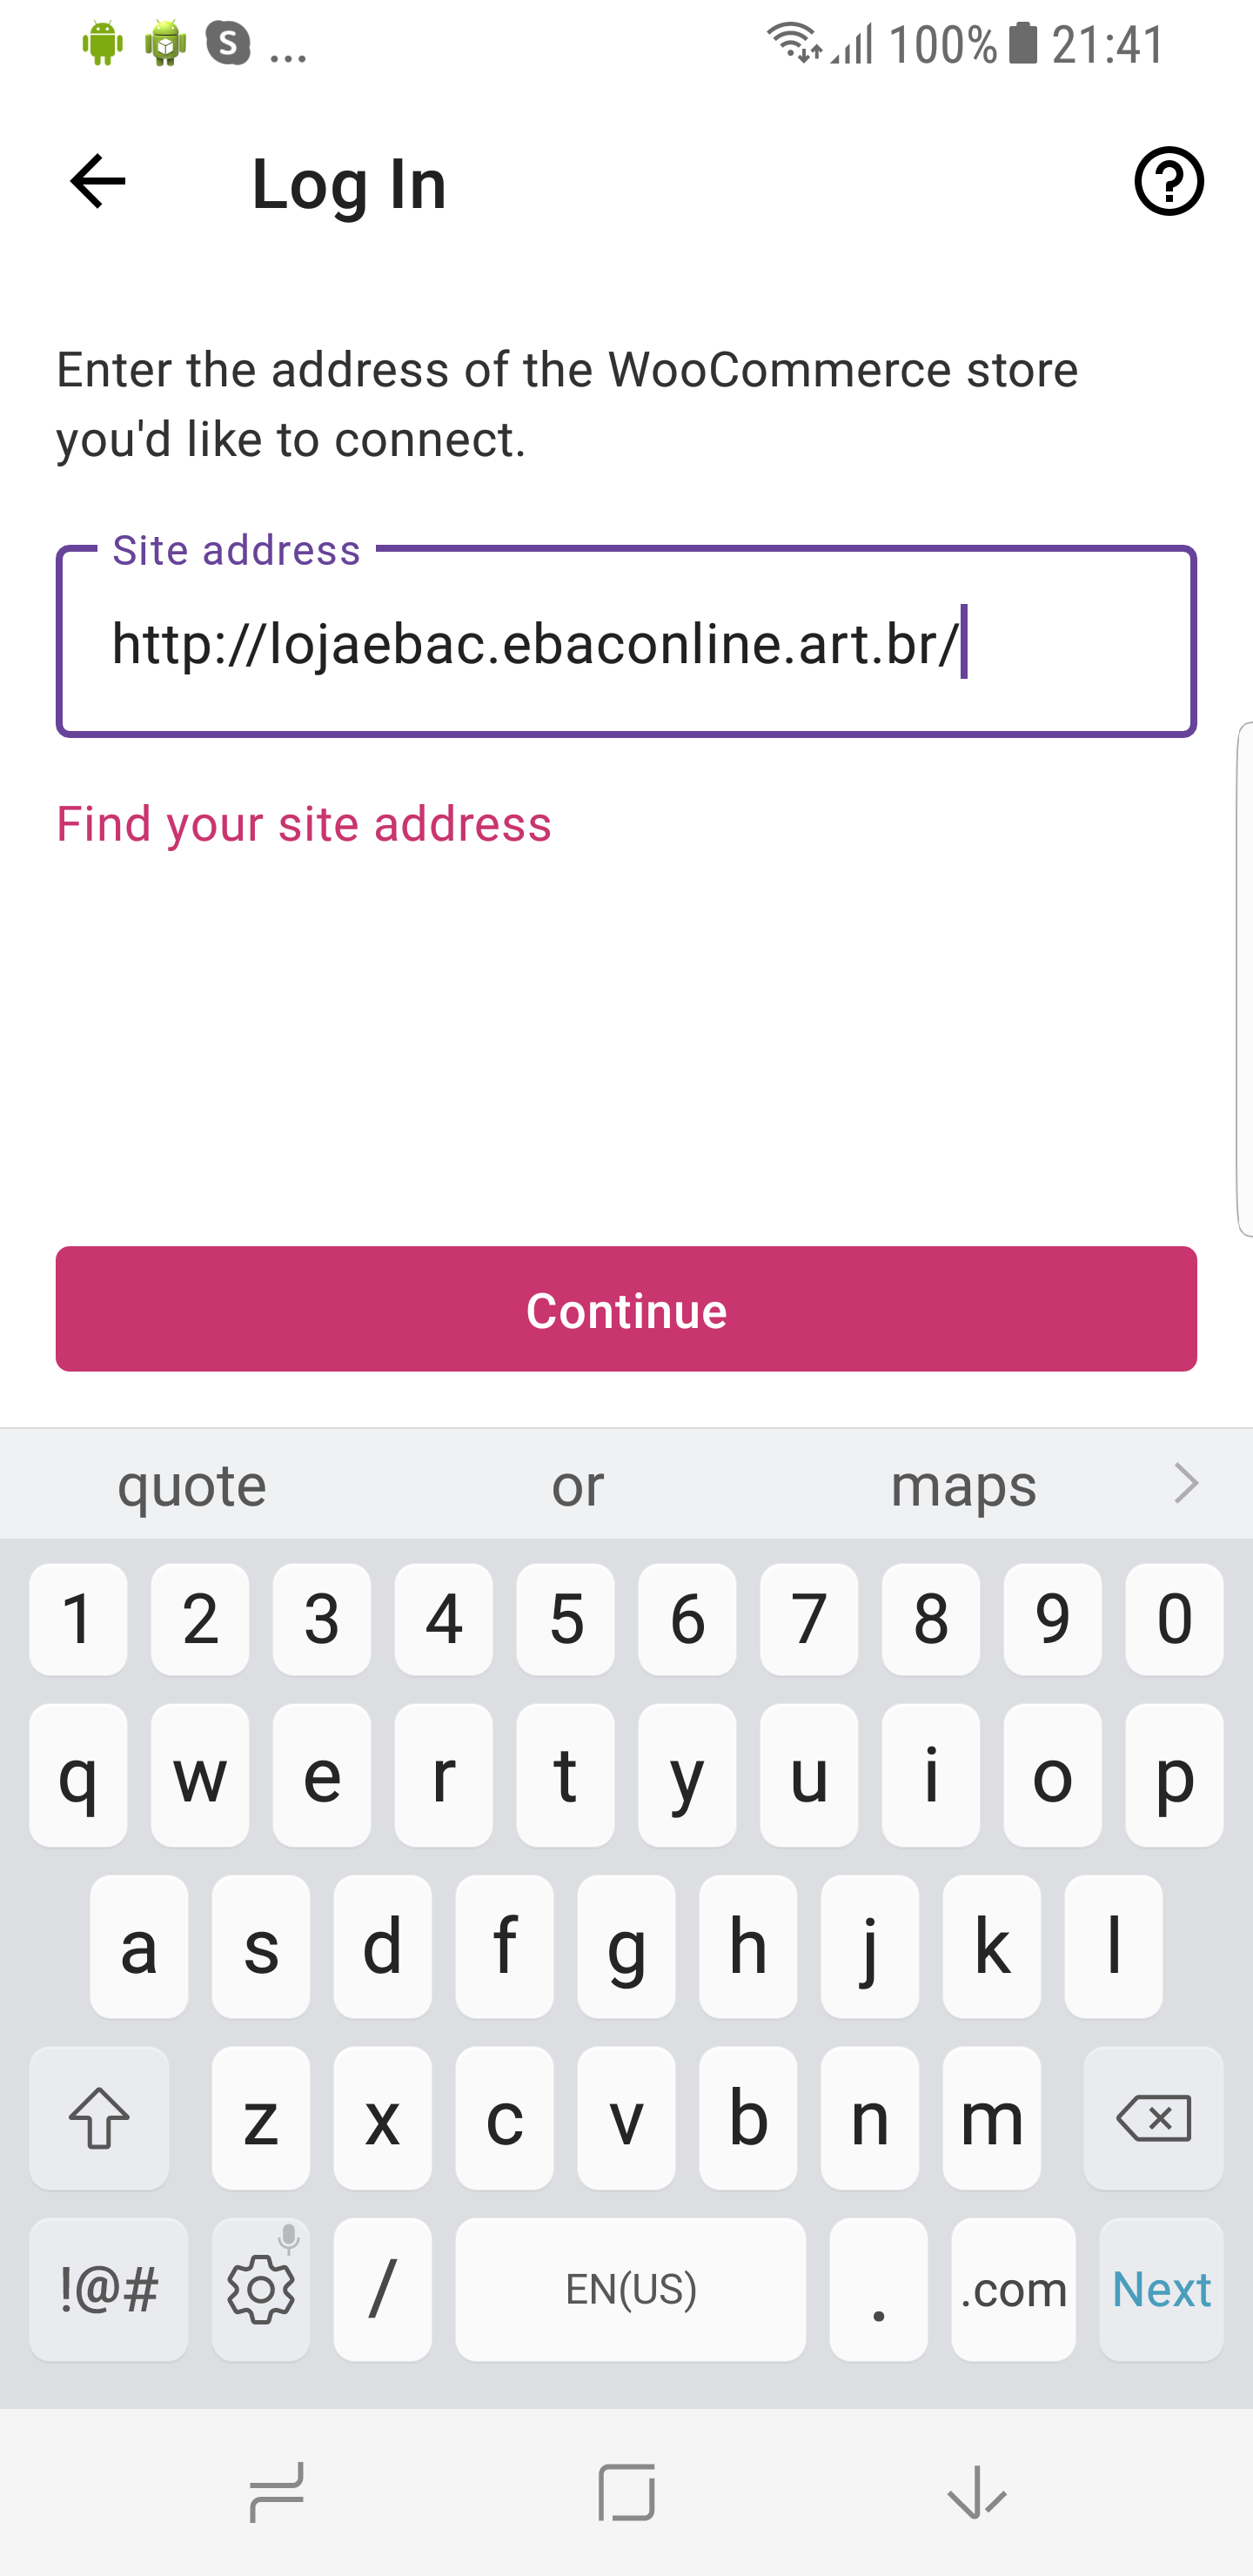 S ... 100% 21:41
Log In
Enter the address of the WooCommerce store
you'd like to connect.
Site address
http://lojaebac.ebaconline.art.br/
Find your site address
Continue
quote or maps
1 2 3 4 5 6 7 8 9 0
q w e r t y u i o p
a s d f g h j k l
z x c v b n m
!@# / EN(US) . .com Next